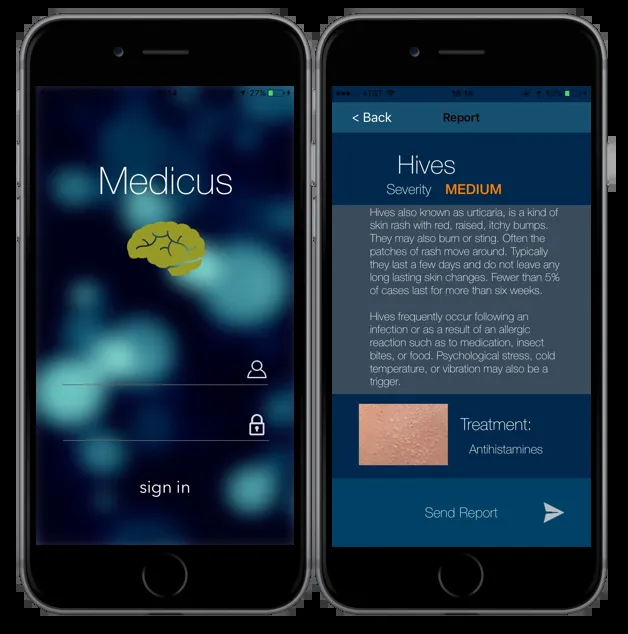 27%
Medicus
sign in
AT&T
< Back
Report
Hives
Severity MEDIUM
Hives also known as urticaria, is a kind of
skin rash with red, raised, itchy bumps.
They may also burn or sting. Often the
patches of rash move around. Typically
they last a few days and do not leave any
long lasting skin changes. Fewer than 5%
of cases last for more than six weeks.
Hives frequently occur following an
infection or as a result of an allergic
reaction such as to medication, insect
bites, or food. Psychological stress, cold
temperature, or vibration may also be a
trigger.
Treatment:
Antihistamines
Send Report